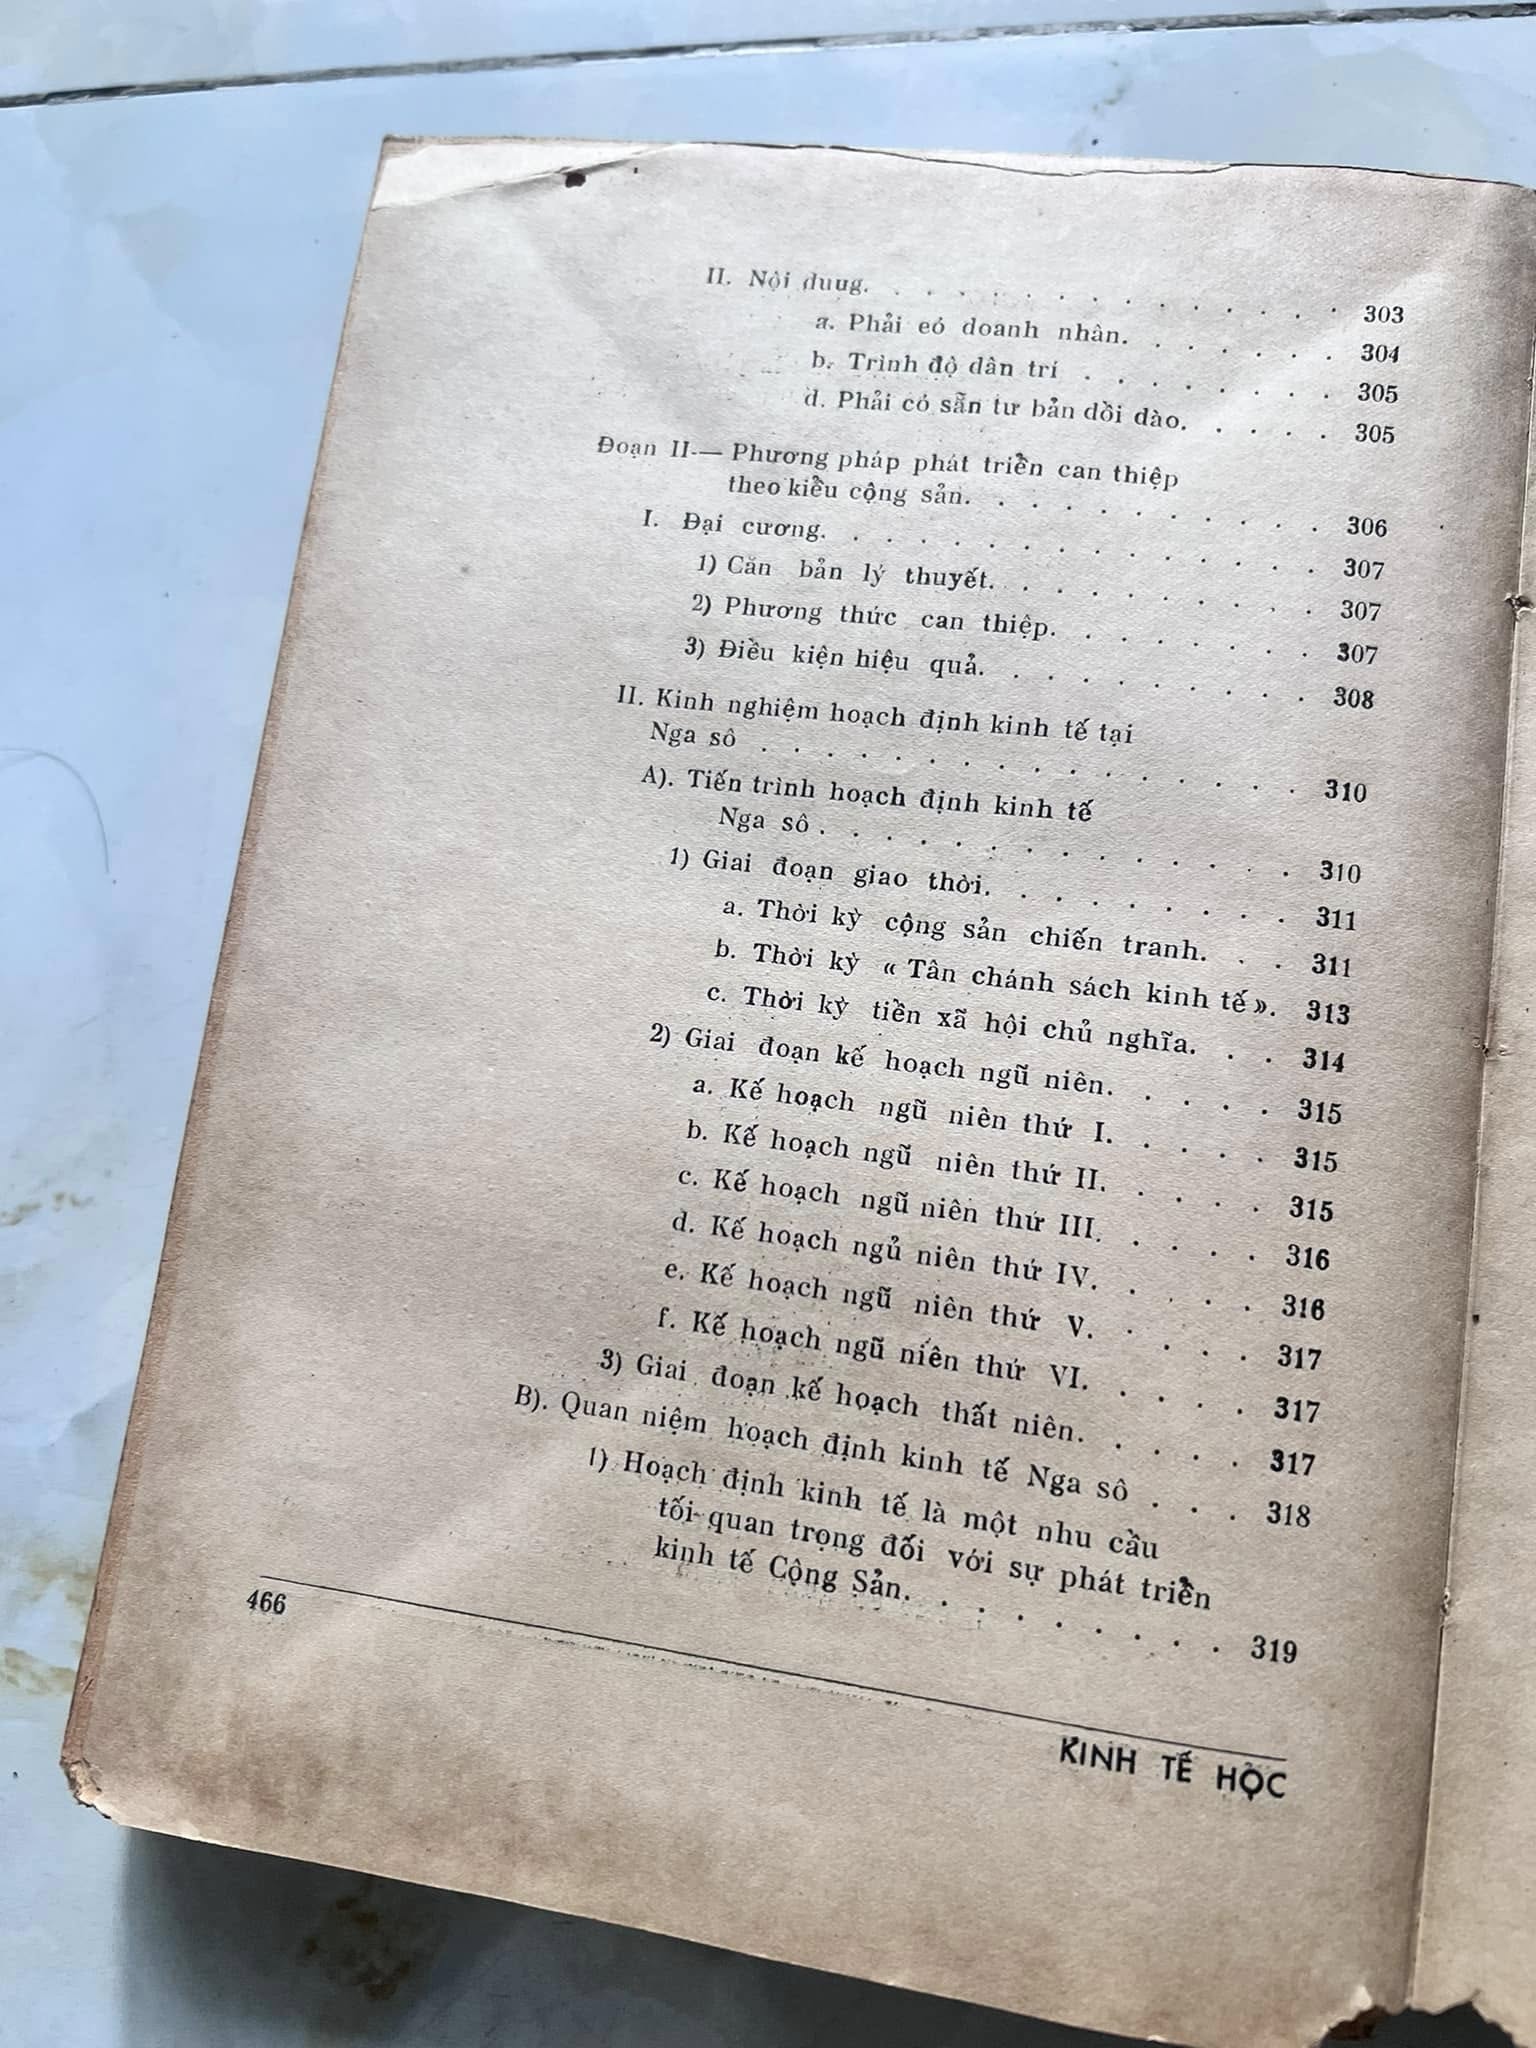 II. Nội duug. . . . . . . . . . . . . . . 303
a. Phải eó doanh nhân. . . . . . . 304
b. Trình độ dân trí . . . . . . . . 305
d. Phải có sẵn tư bản dồi dào. . . . . 305
Đoạn II-— Phương pháp phát triển can thiệp
theo kiểu cộng sản. . . . . . . . . . . 306
I. Đại cương. . . . . . . . . . . . . . . 307
1) Căn bản lý thuyết. . . . . . . . . . 307
2) Phương thức can thiệp. . . . . . . . 307
3) Điều kiện hiệu quả. . . . . . . . . . 308
II. Kinh nghiệm hoạch định kinh tế tại
Nga sô . . . . . . . . . . . . . . . . 310
A). Tiến trình hoạch định kinh tế
Nga sô . . . . . . . . . . . . . . 310
1) Giai đoạn giao thời. . . . . . . . . 311
a. Thời kỳ cộng sản chiến tranh. . . 311
b. Thời kỳ « Tân chánh sách kinh tế ». 313
c. Thời kỳ tiền xã hội chủ nghĩa. . . 314
2) Giai đoạn kế hoạch ngũ niên. . . . . 315
a. Kế hoạch ngũ niên thứ I. . . . . 315
b. Kế hoạch ngũ niên thứ II. . . . . 315
c. Kế hoạch ngũ niên thứ III. . . . . 316
d. Kế hoạch ngủ niên thứ IV. . . . . 316
e. Kế hoạch ngũ niên thứ V. . . . . 317
f. Kế hoạch ngũ niên thứ VI. . . . . 317
3) Giai đoạn kế hoạch thất niên. . . . . 317
B). Quan niệm hoạch định kinh tế Nga sô . . . 318
1) Hoạch định kinh tế là một nhu cầu
tối-quan trọng đối với sự phát triển
kinh tế Cộng Sản. . . . . . . . . 319
466
KINH TẾ HỌC